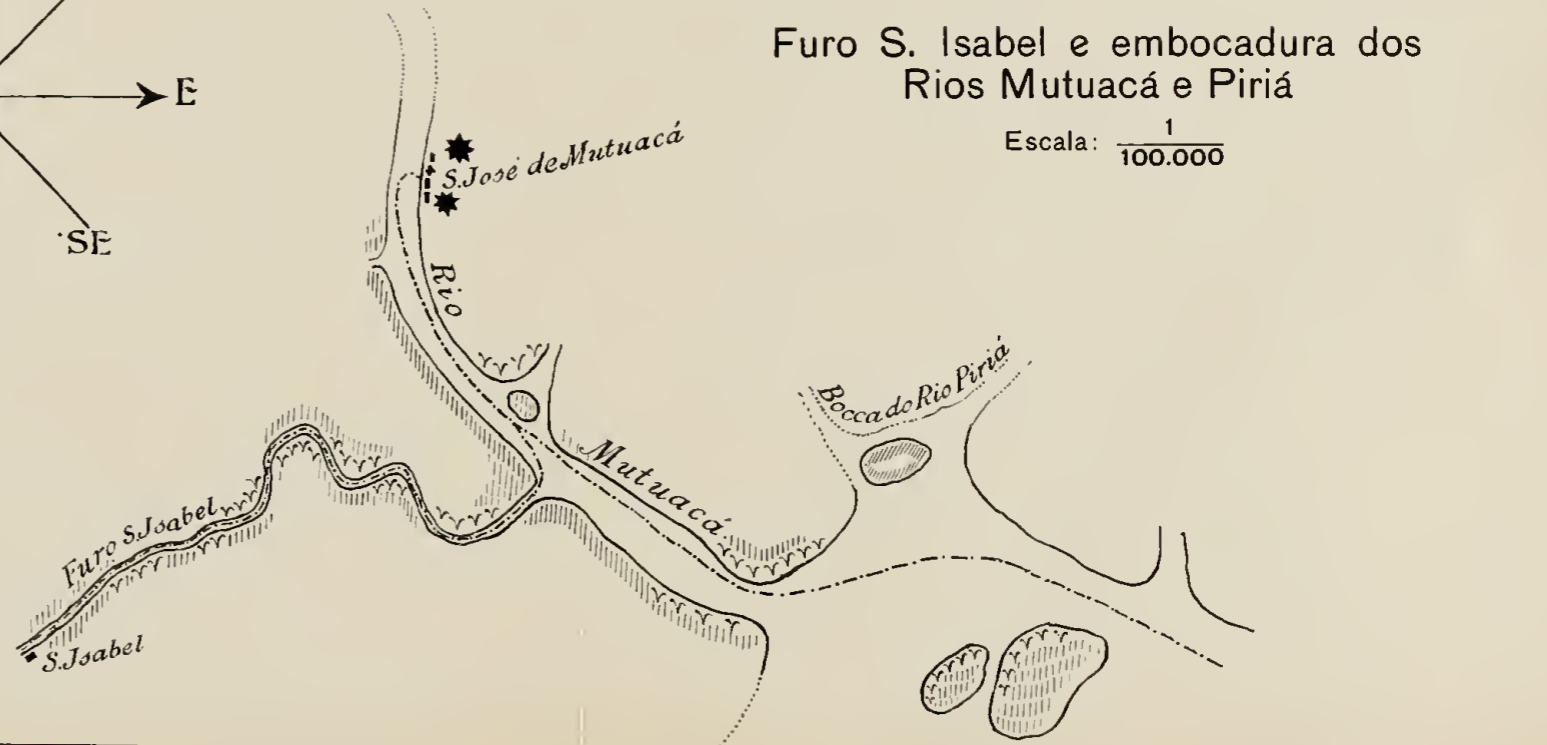 Furo S. Isabel e embocadura dos
Rios Mutuacá e Piriá
Escala: 1
100.000
E
SE
S. José de Mutuacá
Rio
Mutuacá
Bocca do Rio Piriá
Furo S. Isabel
S. Isabel